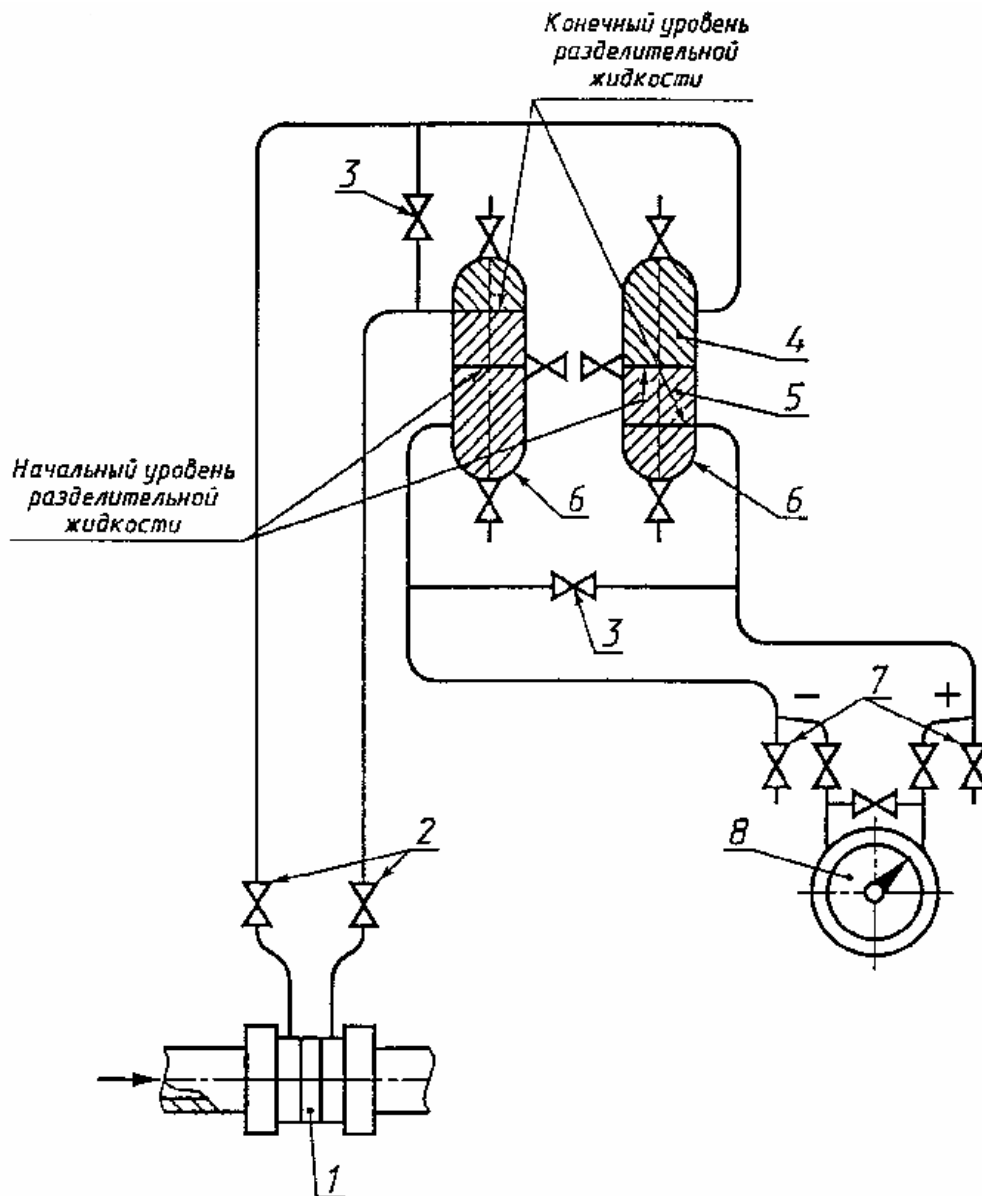 Конечный уровень
разделительной
жидкости
3
4
5
Начальный уровень
разделительной
жидкости
6
6
3
− 7 +
2
8
1